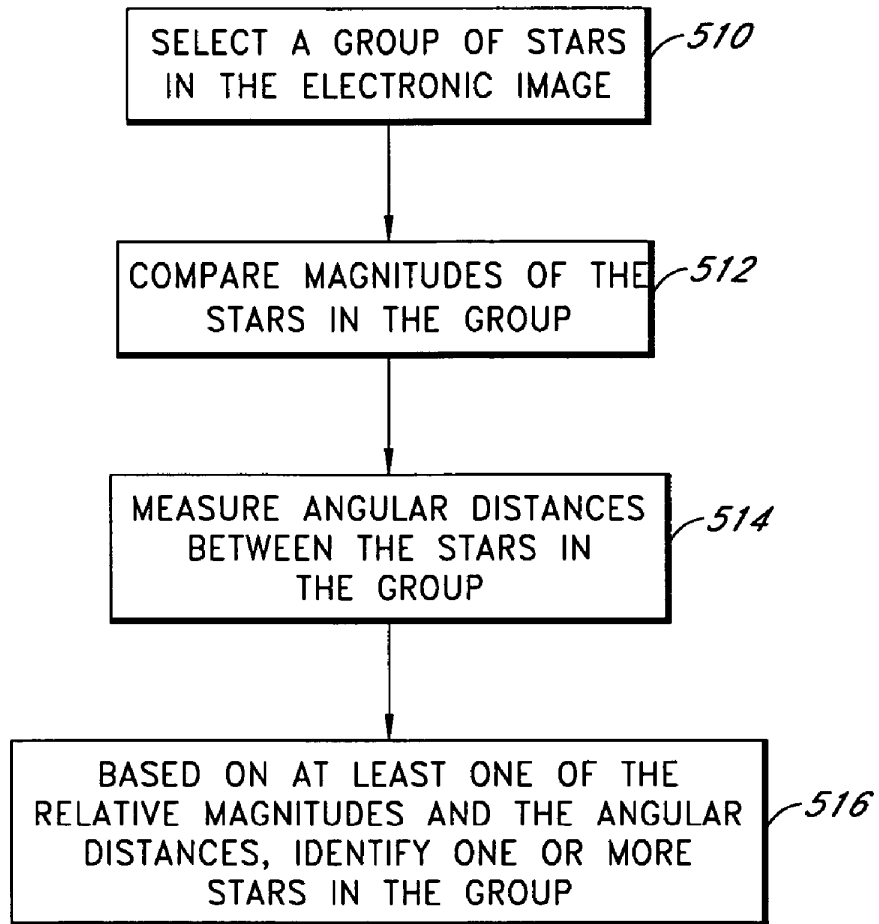 SELECT A GROUP OF STARS
IN THE ELECTRONIC IMAGE
510
COMPARE MAGNITUDES OF THE
STARS IN THE GROUP
512
MEASURE ANGULAR DISTANCES
BETWEEN THE STARS IN
THE GROUP
514
BASED ON AT LEAST ONE OF THE
RELATIVE MAGNITUDES AND THE ANGULAR
DISTANCES, IDENTIFY ONE OR MORE
STARS IN THE GROUP
516